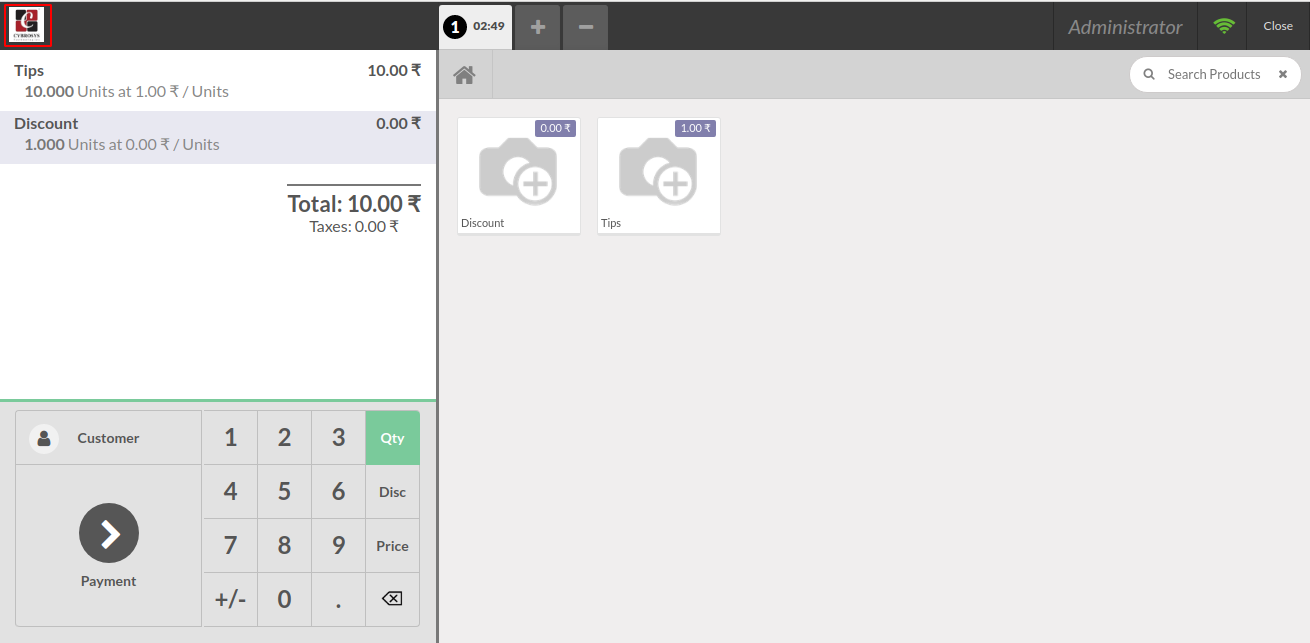 CYBROSYS
1 02:49
Administrator
Close
Search Products
Tips 10.00 ₹
10.000 Units at 1.00 ₹ / Units
Discount 0.00 ₹
1.000 Units at 0.00 ₹ / Units
Total: 10.00 ₹
Taxes: 0.00 ₹
0.00 ₹
Discount
1.00 ₹
Tips
Customer
Payment
1 2 3 Qty
4 5 6 Disc
7 8 9 Price
+/- 0 .